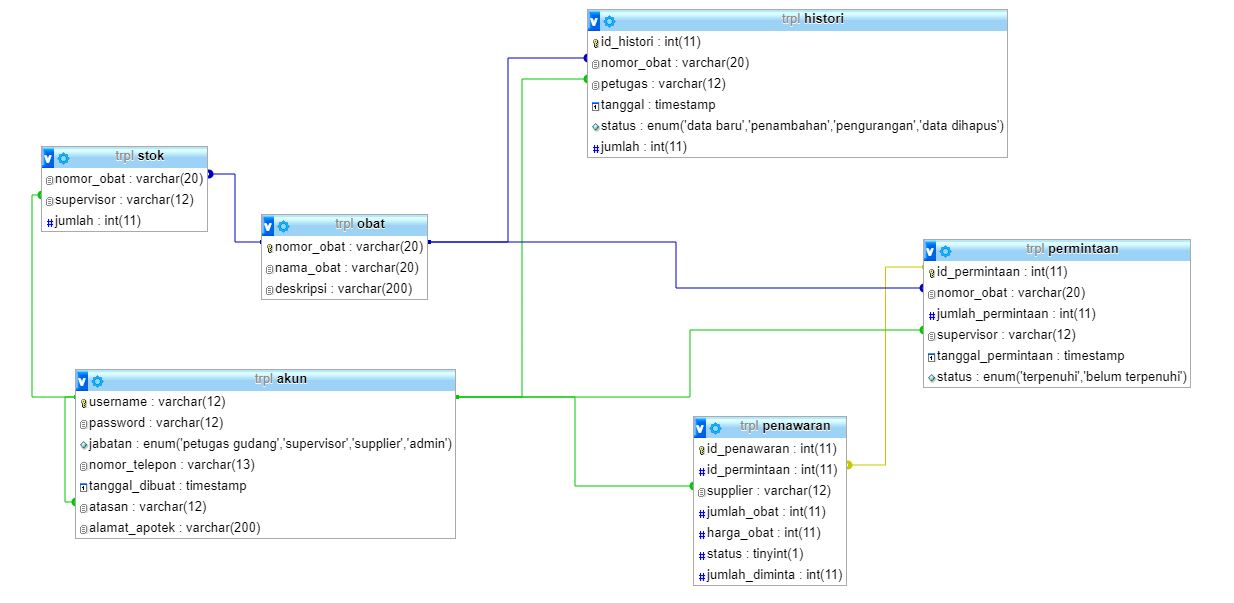 trpl histori
id_histori : int(11)
nomor_obat : varchar(20)
petugas : varchar(12)
tanggal : timestamp
status : enum('data baru','penambahan','pengurangan','data dihapus')
jumlah : int(11)
trpl stok
nomor_obat : varchar(20)
supervisor : varchar(12)
jumlah : int(11)
trpl obat
nomor_obat : varchar(20)
nama_obat : varchar(20)
deskripsi : varchar(200)
trpl permintaan
id_permintaan : int(11)
nomor_obat : varchar(20)
jumlah_permintaan : int(11)
supervisor : varchar(12)
tanggal_permintaan : timestamp
status : enum('terpenuhi','belum terpenuhi')
trpl akun
username : varchar(12)
password : varchar(12)
jabatan : enum('petugas gudang','supervisor','supplier','admin')
nomor_telepon : varchar(13)
tanggal_dibuat : timestamp
atasan : varchar(12)
alamat_apotek : varchar(200)
trpl penawaran
id_penawaran : int(11)
id_permintaan : int(11)
supplier : varchar(12)
jumlah_obat : int(11)
harga_obat : int(11)
status : tinyint(1)
jumlah_diminta : int(11)